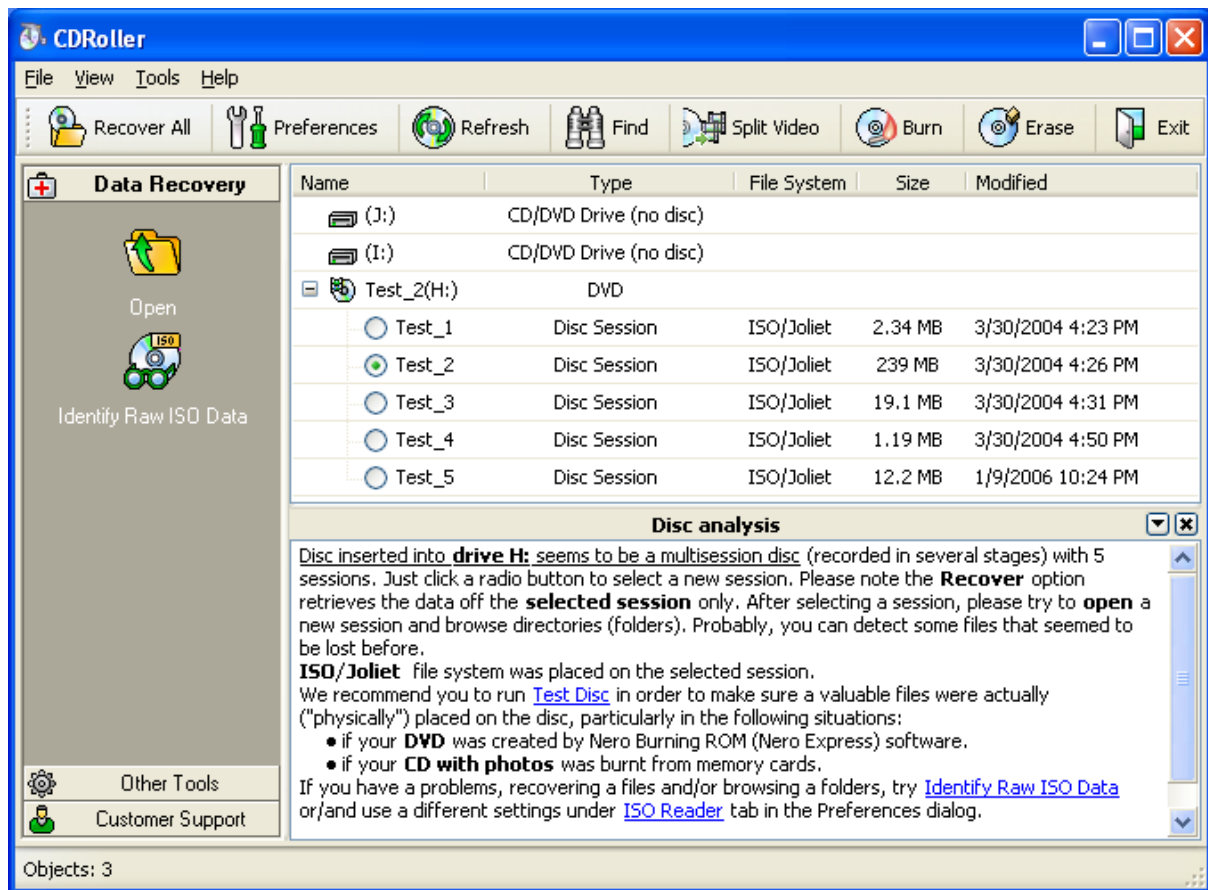 CDRoller
File View Tools Help
Recover All Preferences Refresh Find Split Video Burn Erase Exit
Data Recovery
Open
ISO
Identify Raw ISO Data
Other Tools
Customer Support
Name Type File System Size Modified
(J:) CD/DVD Drive (no disc)
(I:) CD/DVD Drive (no disc)
Test_2(H:) DVD
Test_1 Disc Session ISO/Joliet 2.34 MB 3/30/2004 4:23 PM
Test_2 Disc Session ISO/Joliet 239 MB 3/30/2004 4:26 PM
Test_3 Disc Session ISO/Joliet 19.1 MB 3/30/2004 4:31 PM
Test_4 Disc Session ISO/Joliet 1.19 MB 3/30/2004 4:50 PM
Test_5 Disc Session ISO/Joliet 12.2 MB 1/9/2006 10:24 PM
Disc analysis
Disc inserted into drive H: seems to be a multisession disc (recorded in several stages) with 5
sessions. Just click a radio button to select a new session. Please note the Recover option
retrieves the data off the selected session only. After selecting a session, please try to open a
new session and browse directories (folders). Probably, you can detect some files that seemed to
be lost before.
ISO/Joliet file system was placed on the selected session.
We recommend you to run Test Disc in order to make sure a valuable files were actually
("physically") placed on the disc, particularly in the following situations:
• if your DVD was created by Nero Burning ROM (Nero Express) software.
• if your CD with photos was burnt from memory cards.
If you have a problems, recovering a files and/or browsing a folders, try Identify Raw ISO Data
or/and use a different settings under ISO Reader tab in the Preferences dialog.
Objects: 3